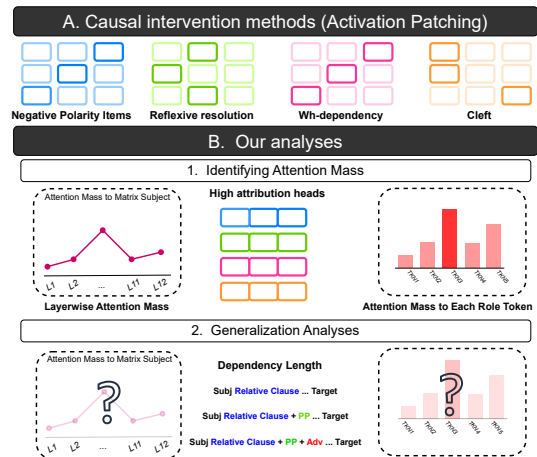 A. Causal intervention methods (Activation Patching)
Negative Polarity Items
Reflexive resolution
Wh-dependency
Cleft
B. Our analyses
1. Identifying Attention Mass
Attention Mass to Matrix Subject
L1 L2 ... L11 L12
Layerwise Attention Mass
High attribution heads
TKN1 TKN2 TKN3 TKN4 TKN5
Attention Mass to Each Role Token
2. Generalization Analyses
Attention Mass to Matrix Subject
?
L1 L2 ... L11 L12
Dependency Length
Subj Relative Clause ... Target
Subj Relative Clause + PP ... Target
Subj Relative Clause + PP + Adv ... Target
?
TKN1 TKN2 TKN3 TKN4 TKN5